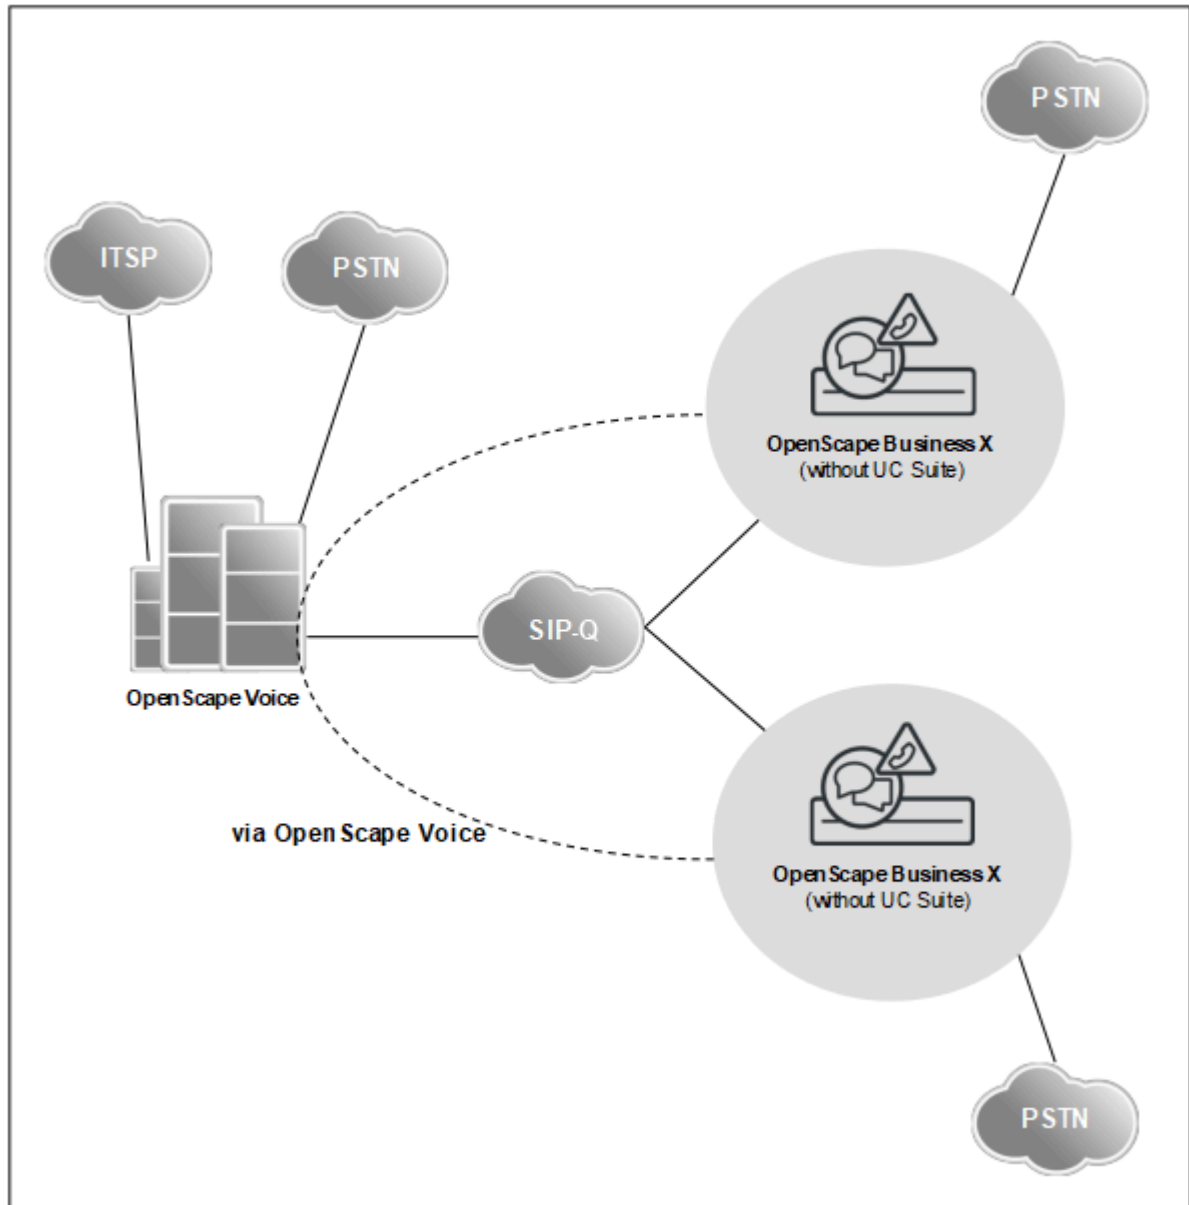 PSTN
ITSP
PSTN
OpenScape Business X
(without UC Suite)
SIP-Q
OpenScape Voice
via OpenScape Voice
OpenScape Business X
(without UC Suite)
PSTN